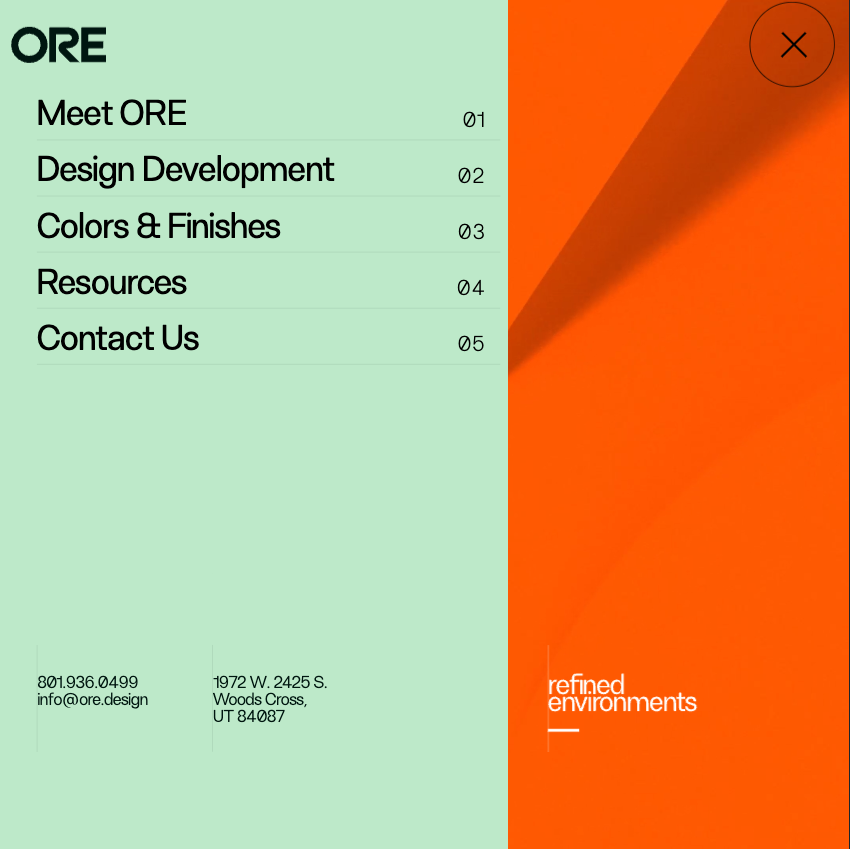 ORE
Meet ORE 01
Design Development 02
Colors & Finishes 03
Resources 04
Contact Us 05
801.936.0499
info@ore.design
1972 W. 2425 S.
Woods Cross,
UT 84087
refined
environments